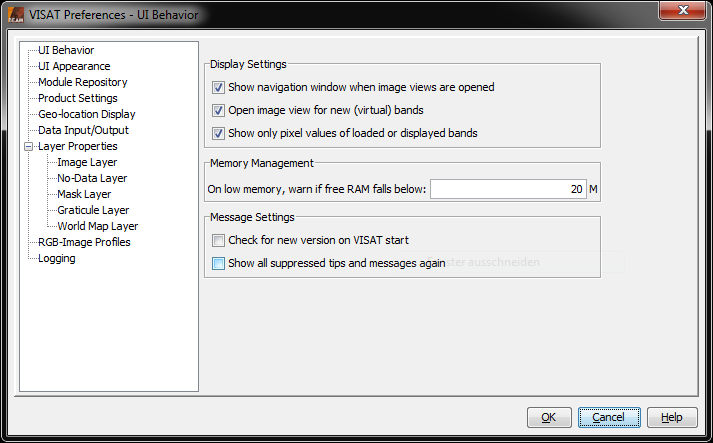 BEAM
VISAT Preferences - UI Behavior
UI Behavior
UI Appearance
Module Repository
Product Settings
Geo-location Display
Data Input/Output
Layer Properties
Image Layer
No-Data Layer
Mask Layer
Graticule Layer
World Map Layer
RGB-Image Profiles
Logging
Display Settings
Show navigation window when image views are opened
Open image view for new (virtual) bands
Show only pixel values of loaded or displayed bands
Memory Management
On low memory, warn if free RAM falls below: 20 M
Message Settings
Check for new version on VISAT start
Show all suppressed tips and messages again
ausschneiden
OK Cancel Help